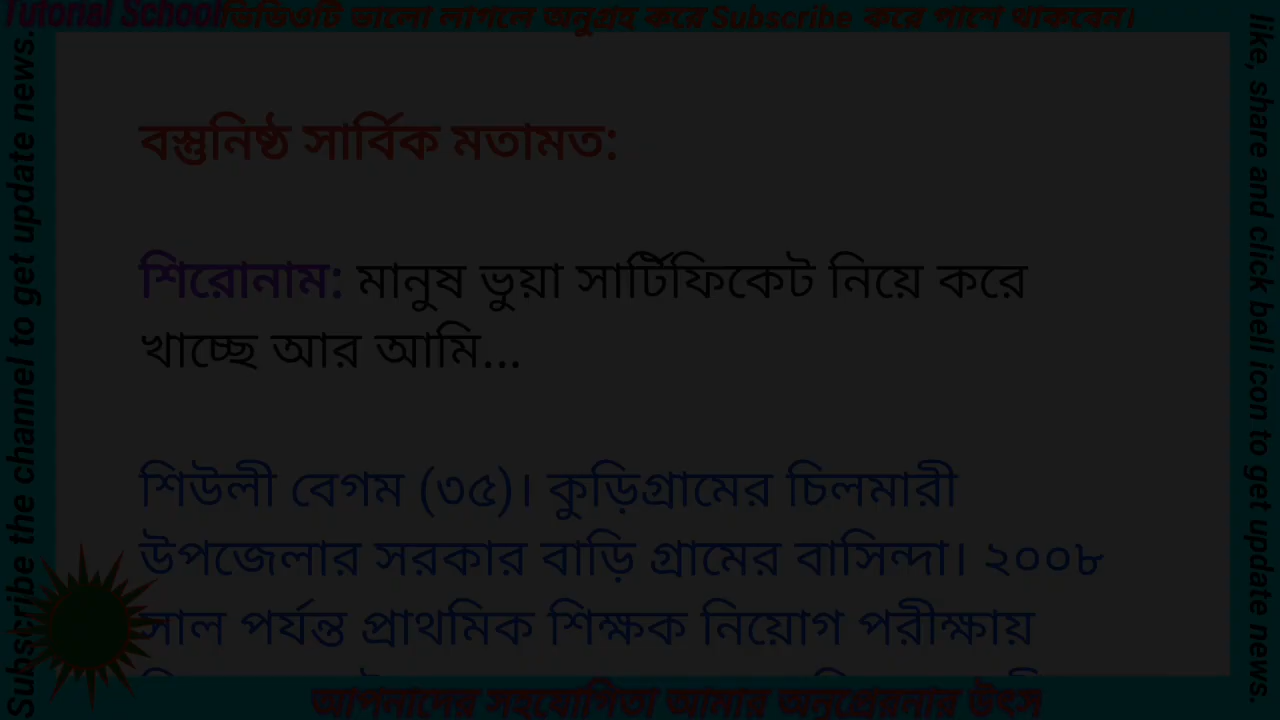 Tutorial School ভিডিওটি ভালো লাগলে অনুগ্রহ করে Subscribe করে পাশে থাকবেন।
Subscribe the channel to get update news.
বস্তুনিষ্ঠ সার্বিক মতামত:
শিরোনাম: মানুষ ভুয়া সার্টিফিকেট নিয়ে করে
খাচ্ছে আর আমি...
শিউলী বেগম (৩৫)। কুড়িগ্রামের চিলমারী
উপজেলার সরকার বাড়ি গ্রামের বাসিন্দা। ২০০৮
সাল পর্যন্ত প্রাথমিক শিক্ষক নিয়োগ পরীক্ষায়
like, share and click bell icon to get update news.
আপনাদের সহযোগিতা আমার অনুপ্রেরনার উৎস